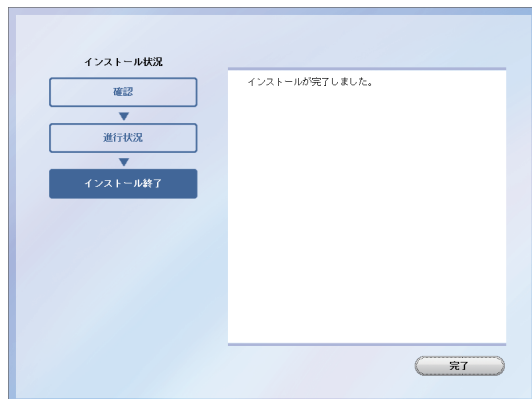 インストール状況
確認
進行状況
インストール終了
インストールが完了しました。
完了